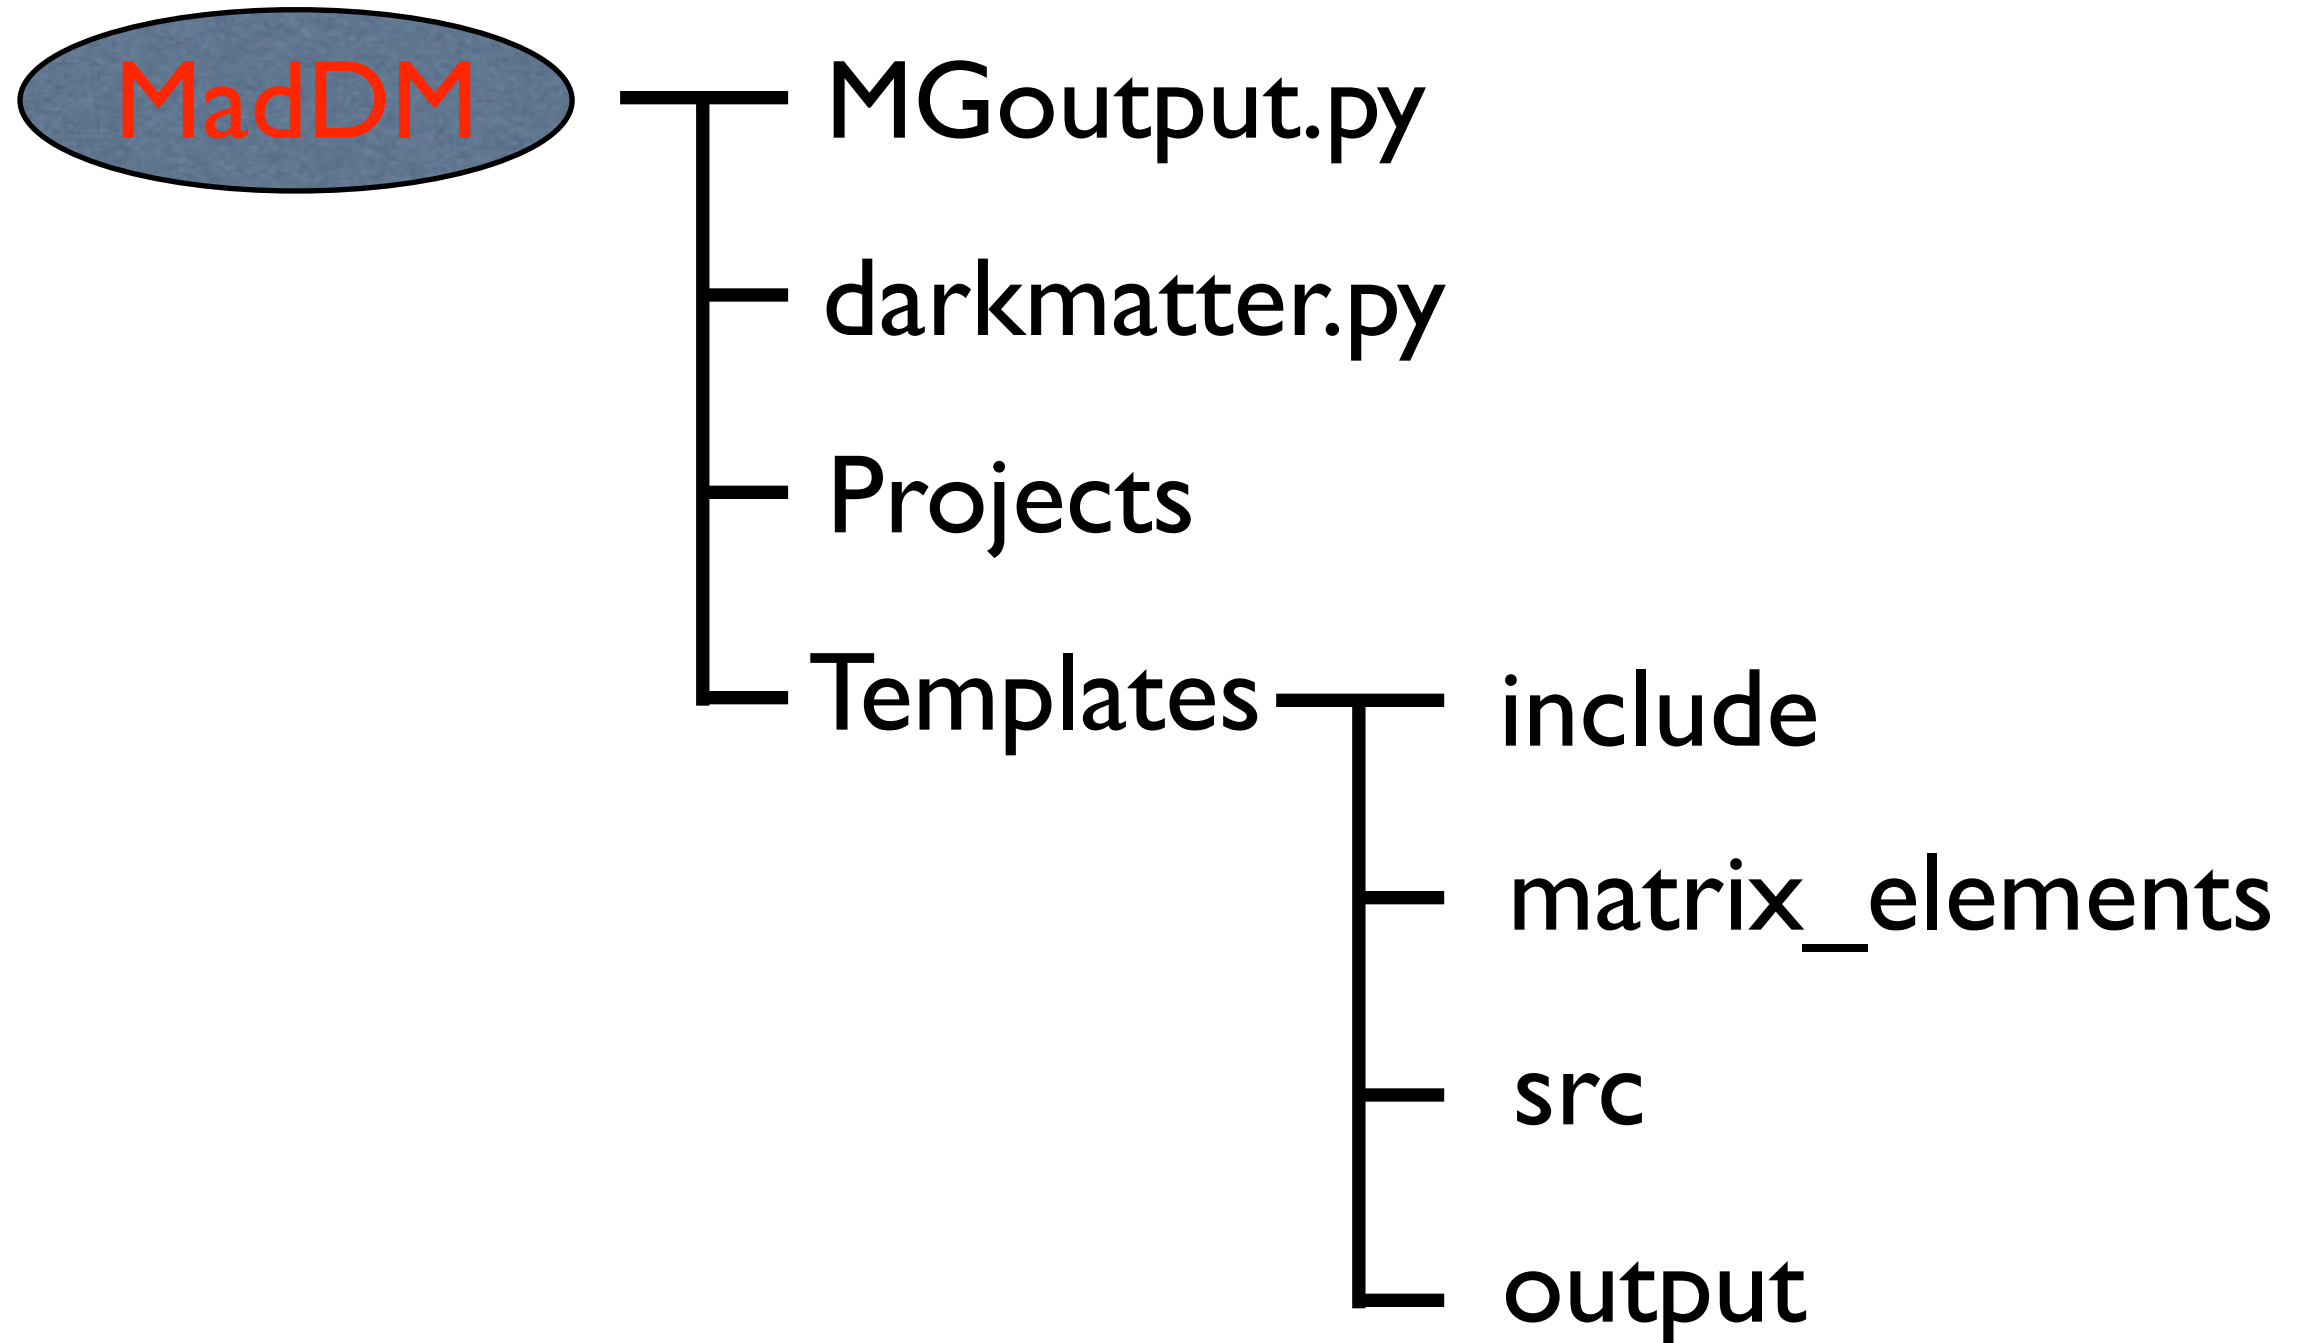 MadDM
MGoutput.py
darkmatter.py
Projects
Templates
include
matrix_elements
src
output